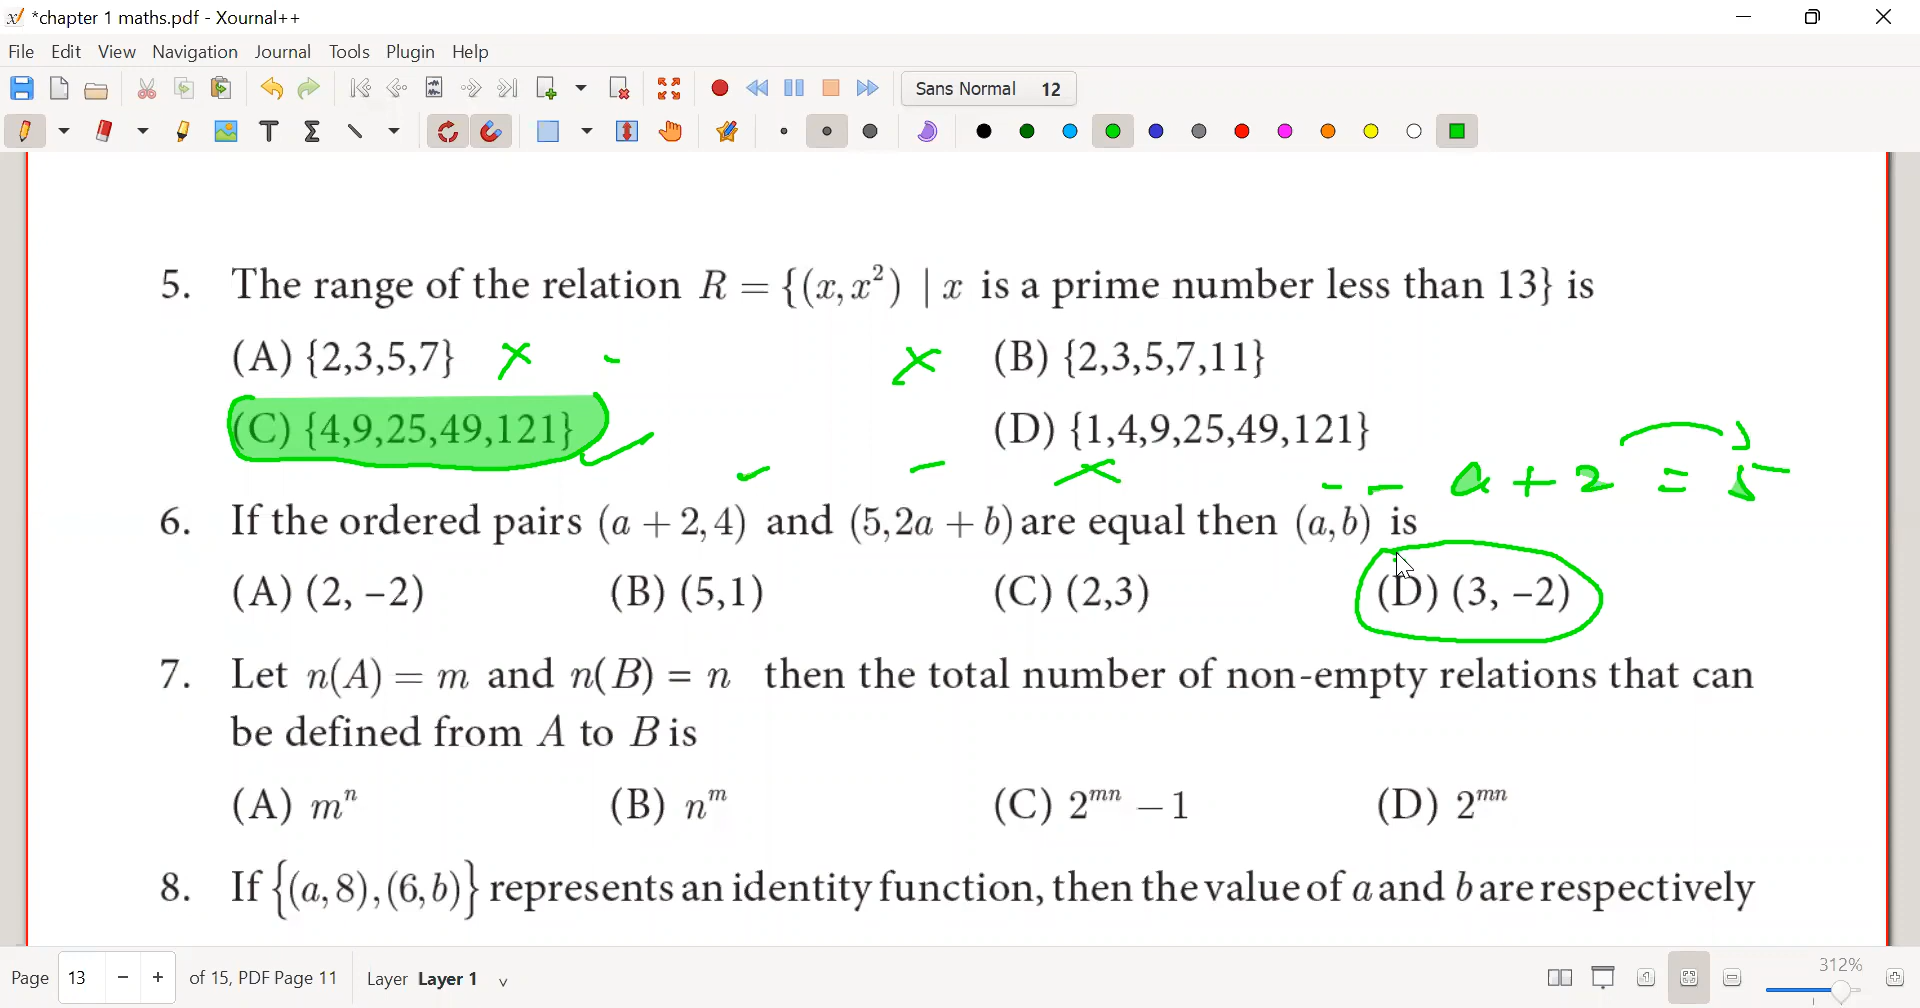 *chapter 1 maths.pdf - Xournal++
File Edit View Navigation Journal Tools Plugin Help
Sans Normal 12
5. The range of the relation R = {(x, x²) | x is a prime number less than 13} is
(A) {2,3,5,7} (B) {2,3,5,7,11}
(C) {4,9,25,49,121} (D) {1,4,9,25,49,121}
a + 2 = 5
6. If the ordered pairs (a + 2, 4) and (5, 2a + b) are equal then (a, b) is
(A) (2, –2) (B) (5,1) (C) (2,3) (D) (3, –2)
7. Let n(A) = m and n(B) = n then the total number of non-empty relations that can
be defined from A to B is
(A) mⁿ (B) nᵐ (C) 2ᵐⁿ – 1 (D) 2ᵐⁿ
8. If {(a, 8), (6, b)} represents an identity function, then the value of a and b are respectively
Page 13 − + of 15, PDF Page 11 Layer Layer 1 312%